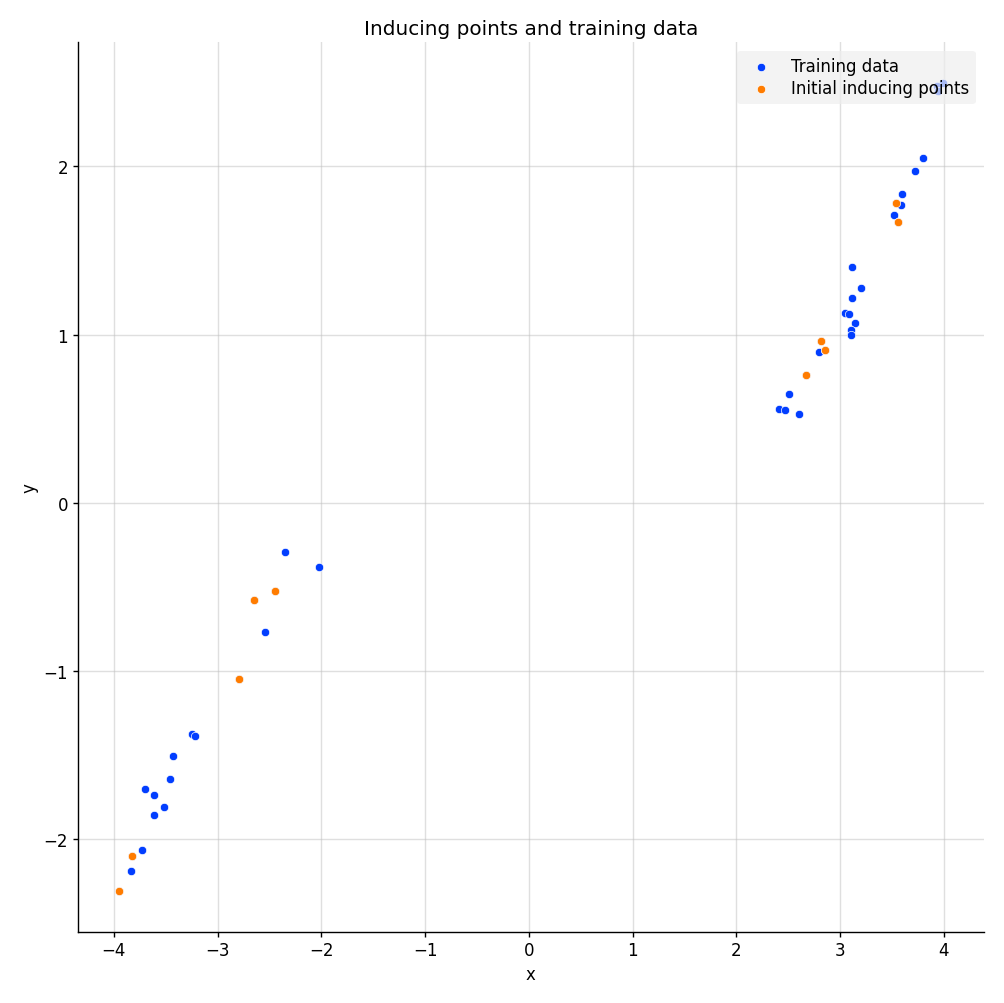 Inducing points and training data
Training data
Initial inducing points
2
1
0
−1
−2
y
−4 −3 −2 −1 0 1 2 3 4
x